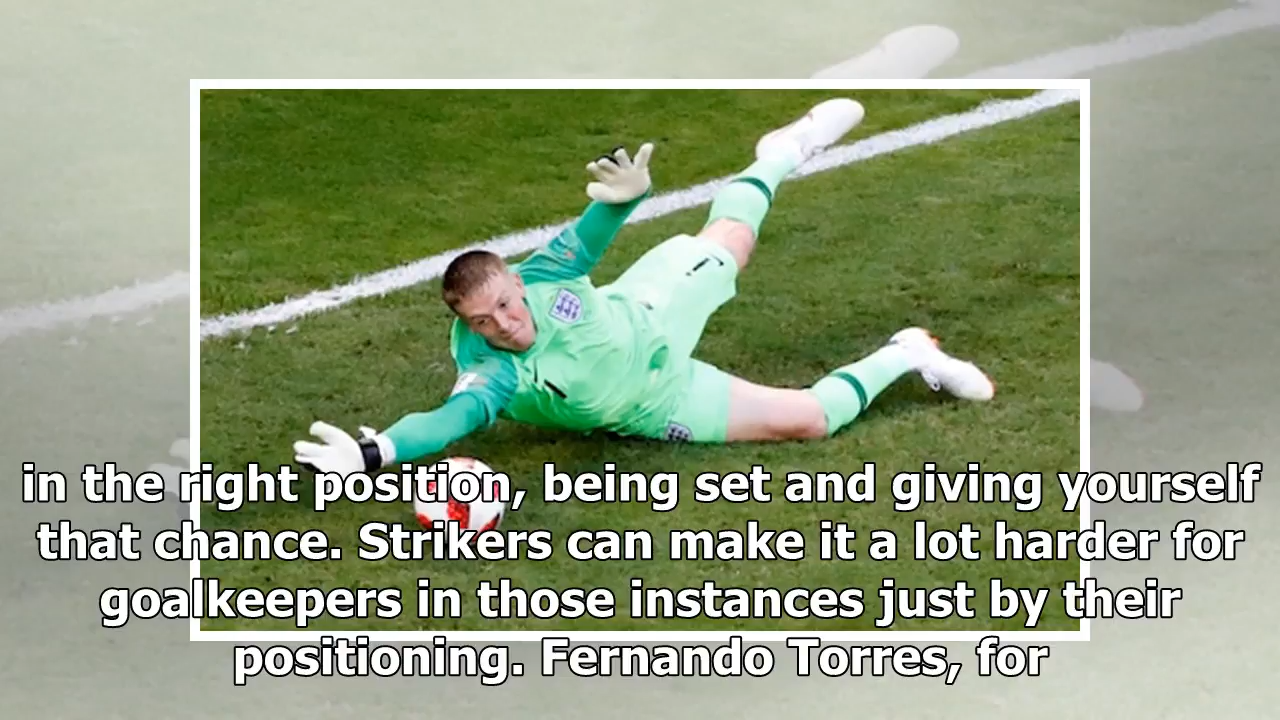 in the right position, being set and giving yourself
that chance. Strikers can make it a lot harder for
goalkeepers in those instances just by their
positioning. Fernando Torres, for